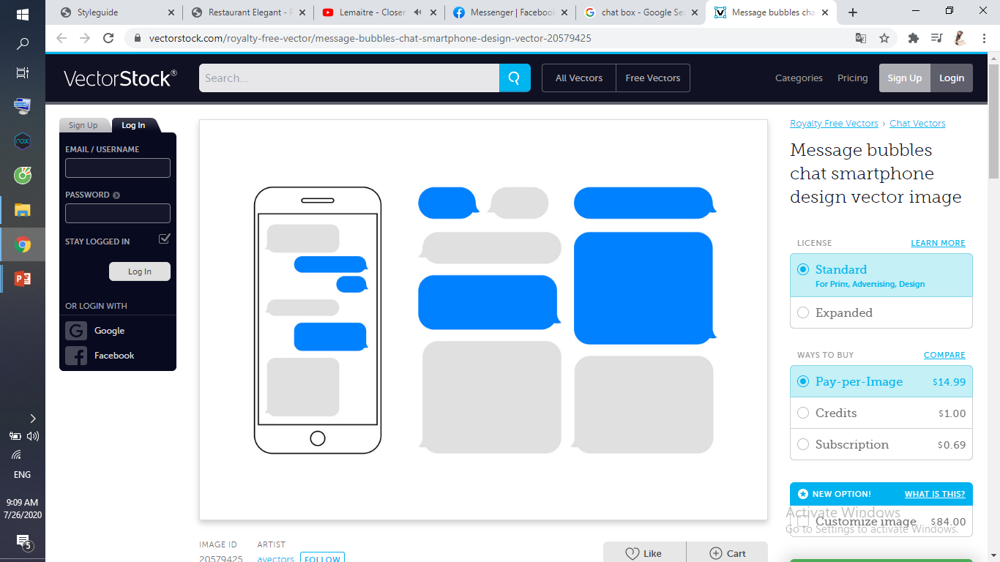 Styleguide
Restaurant Elegant - R
Lemaitre - Closer
Messenger | Facebook
chat box - Google Se
Message bubbles cha
vectorstock.com/royalty-free-vector/message-bubbles-chat-smartphone-design-vector-20579425
VectorStock®
Search...
All Vectors
Free Vectors
Categories
Pricing
Sign Up
Login
Sign Up
Log In
EMAIL / USERNAME
PASSWORD
STAY LOGGED IN
Log In
OR LOGIN WITH
Google
Facebook
Royalty Free Vectors › Chat Vectors
Message bubbles
chat smartphone
design vector image
LICENSE
LEARN MORE
Standard
For Print, Advertising, Design
Expanded
WAYS TO BUY
COMPARE
Pay-per-Image $14.99
Credits $1.00
Subscription $0.69
NEW OPTION!
WHAT IS THIS?
Customize image $84.00
Activate Windows
Go to Settings to activate Windows.
IMAGE ID
20579425
ARTIST
avectors
FOLLOW
Like
Cart
nox
ENG
9:09 AM
7/26/2020
5